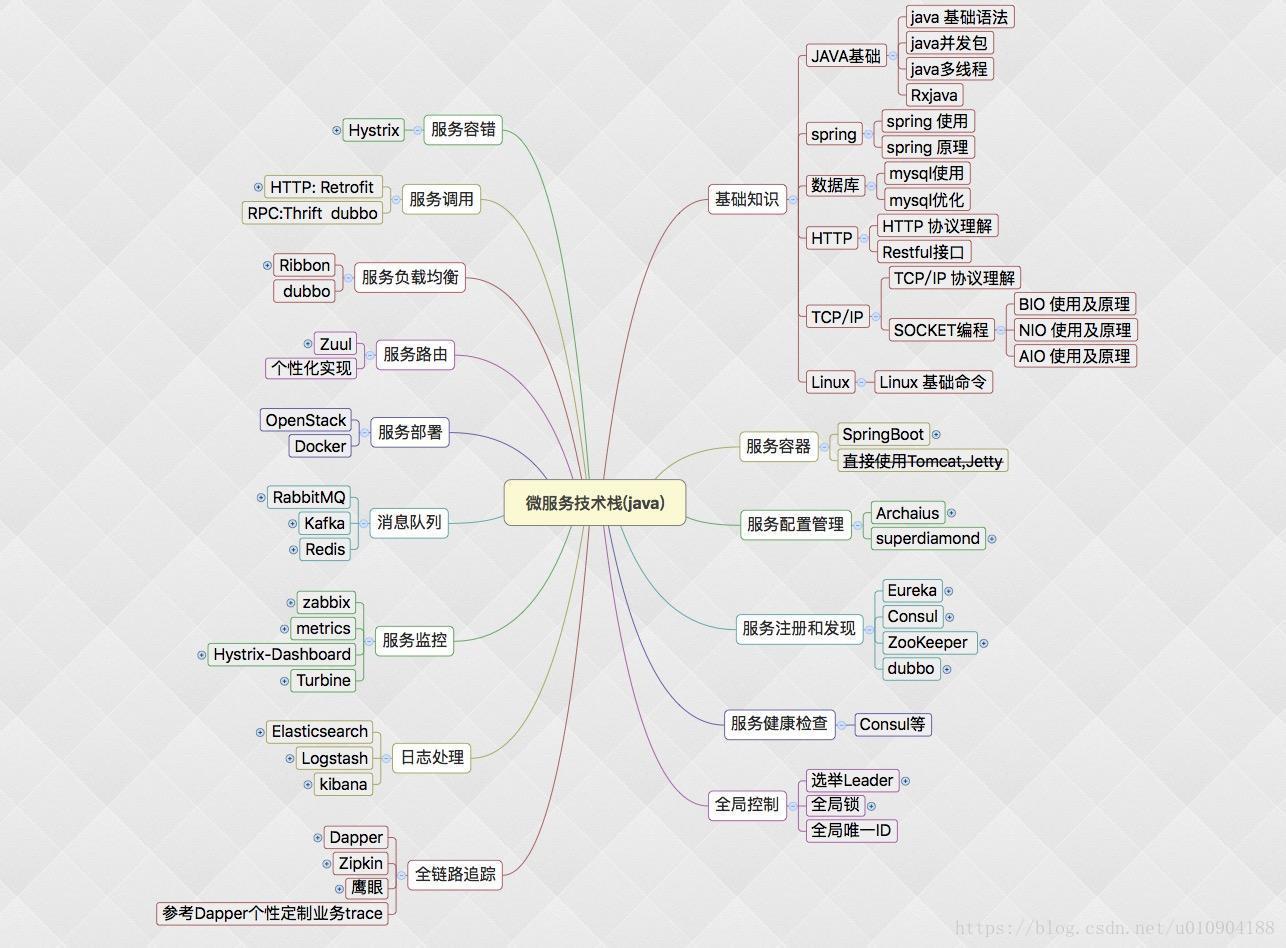 微服务技术栈(java)
基础知识
JAVA基础
java 基础语法
java并发包
java多线程
Rxjava
spring
spring 使用
spring 原理
数据库
mysql使用
mysql优化
HTTP
HTTP 协议理解
Restful接口
TCP/IP
TCP/IP 协议理解
SOCKET编程
BIO 使用及原理
NIO 使用及原理
AIO 使用及原理
Linux
Linux 基础命令
服务容器
SpringBoot
直接使用Tomcat,Jetty
服务配置管理
Archaius
superdiamond
服务注册和发现
Eureka
Consul
ZooKeeper
dubbo
服务健康检查
Consul等
全局控制
选举Leader
全局锁
全局唯一ID
服务容错
Hystrix
服务调用
HTTP: Retrofit
RPC:Thrift dubbo
服务负载均衡
Ribbon
dubbo
服务路由
Zuul
个性化实现
服务部署
OpenStack
Docker
消息队列
RabbitMQ
Kafka
Redis
服务监控
zabbix
metrics
Hystrix-Dashboard
Turbine
日志处理
Elasticsearch
Logstash
kibana
全链路追踪
Dapper
Zipkin
鹰眼
参考Dapper个性定制业务trace
https://blog.csdn.net/u010904188